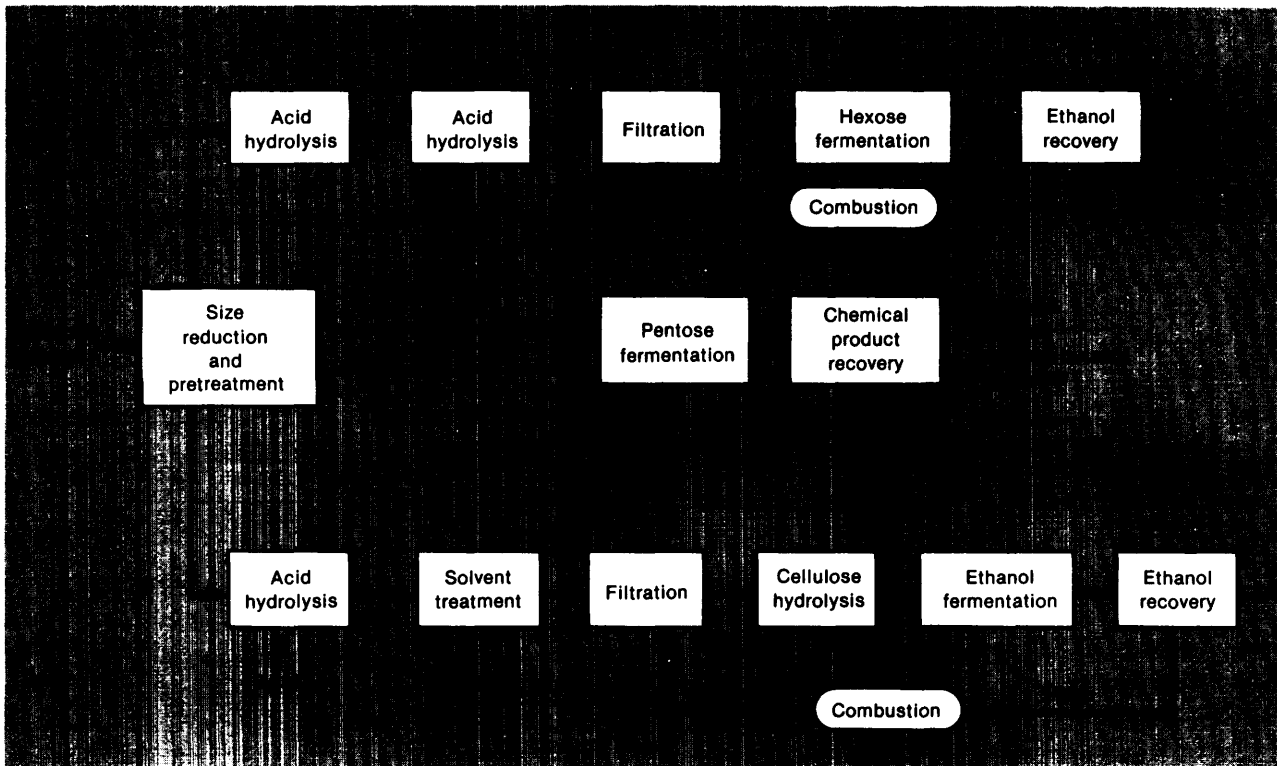 Acid
hydrolysis
Acid
hydrolysis
Filtration
Hexose
fermentation
Ethanol
recovery
Combustion
Size
reduction
and
pretreatment
Pentose
fermentation
Chemical
product
recovery
Acid
hydrolysis
Solvent
treatment
Filtration
Cellulose
hydrolysis
Ethanol
fermentation
Ethanol
recovery
Combustion